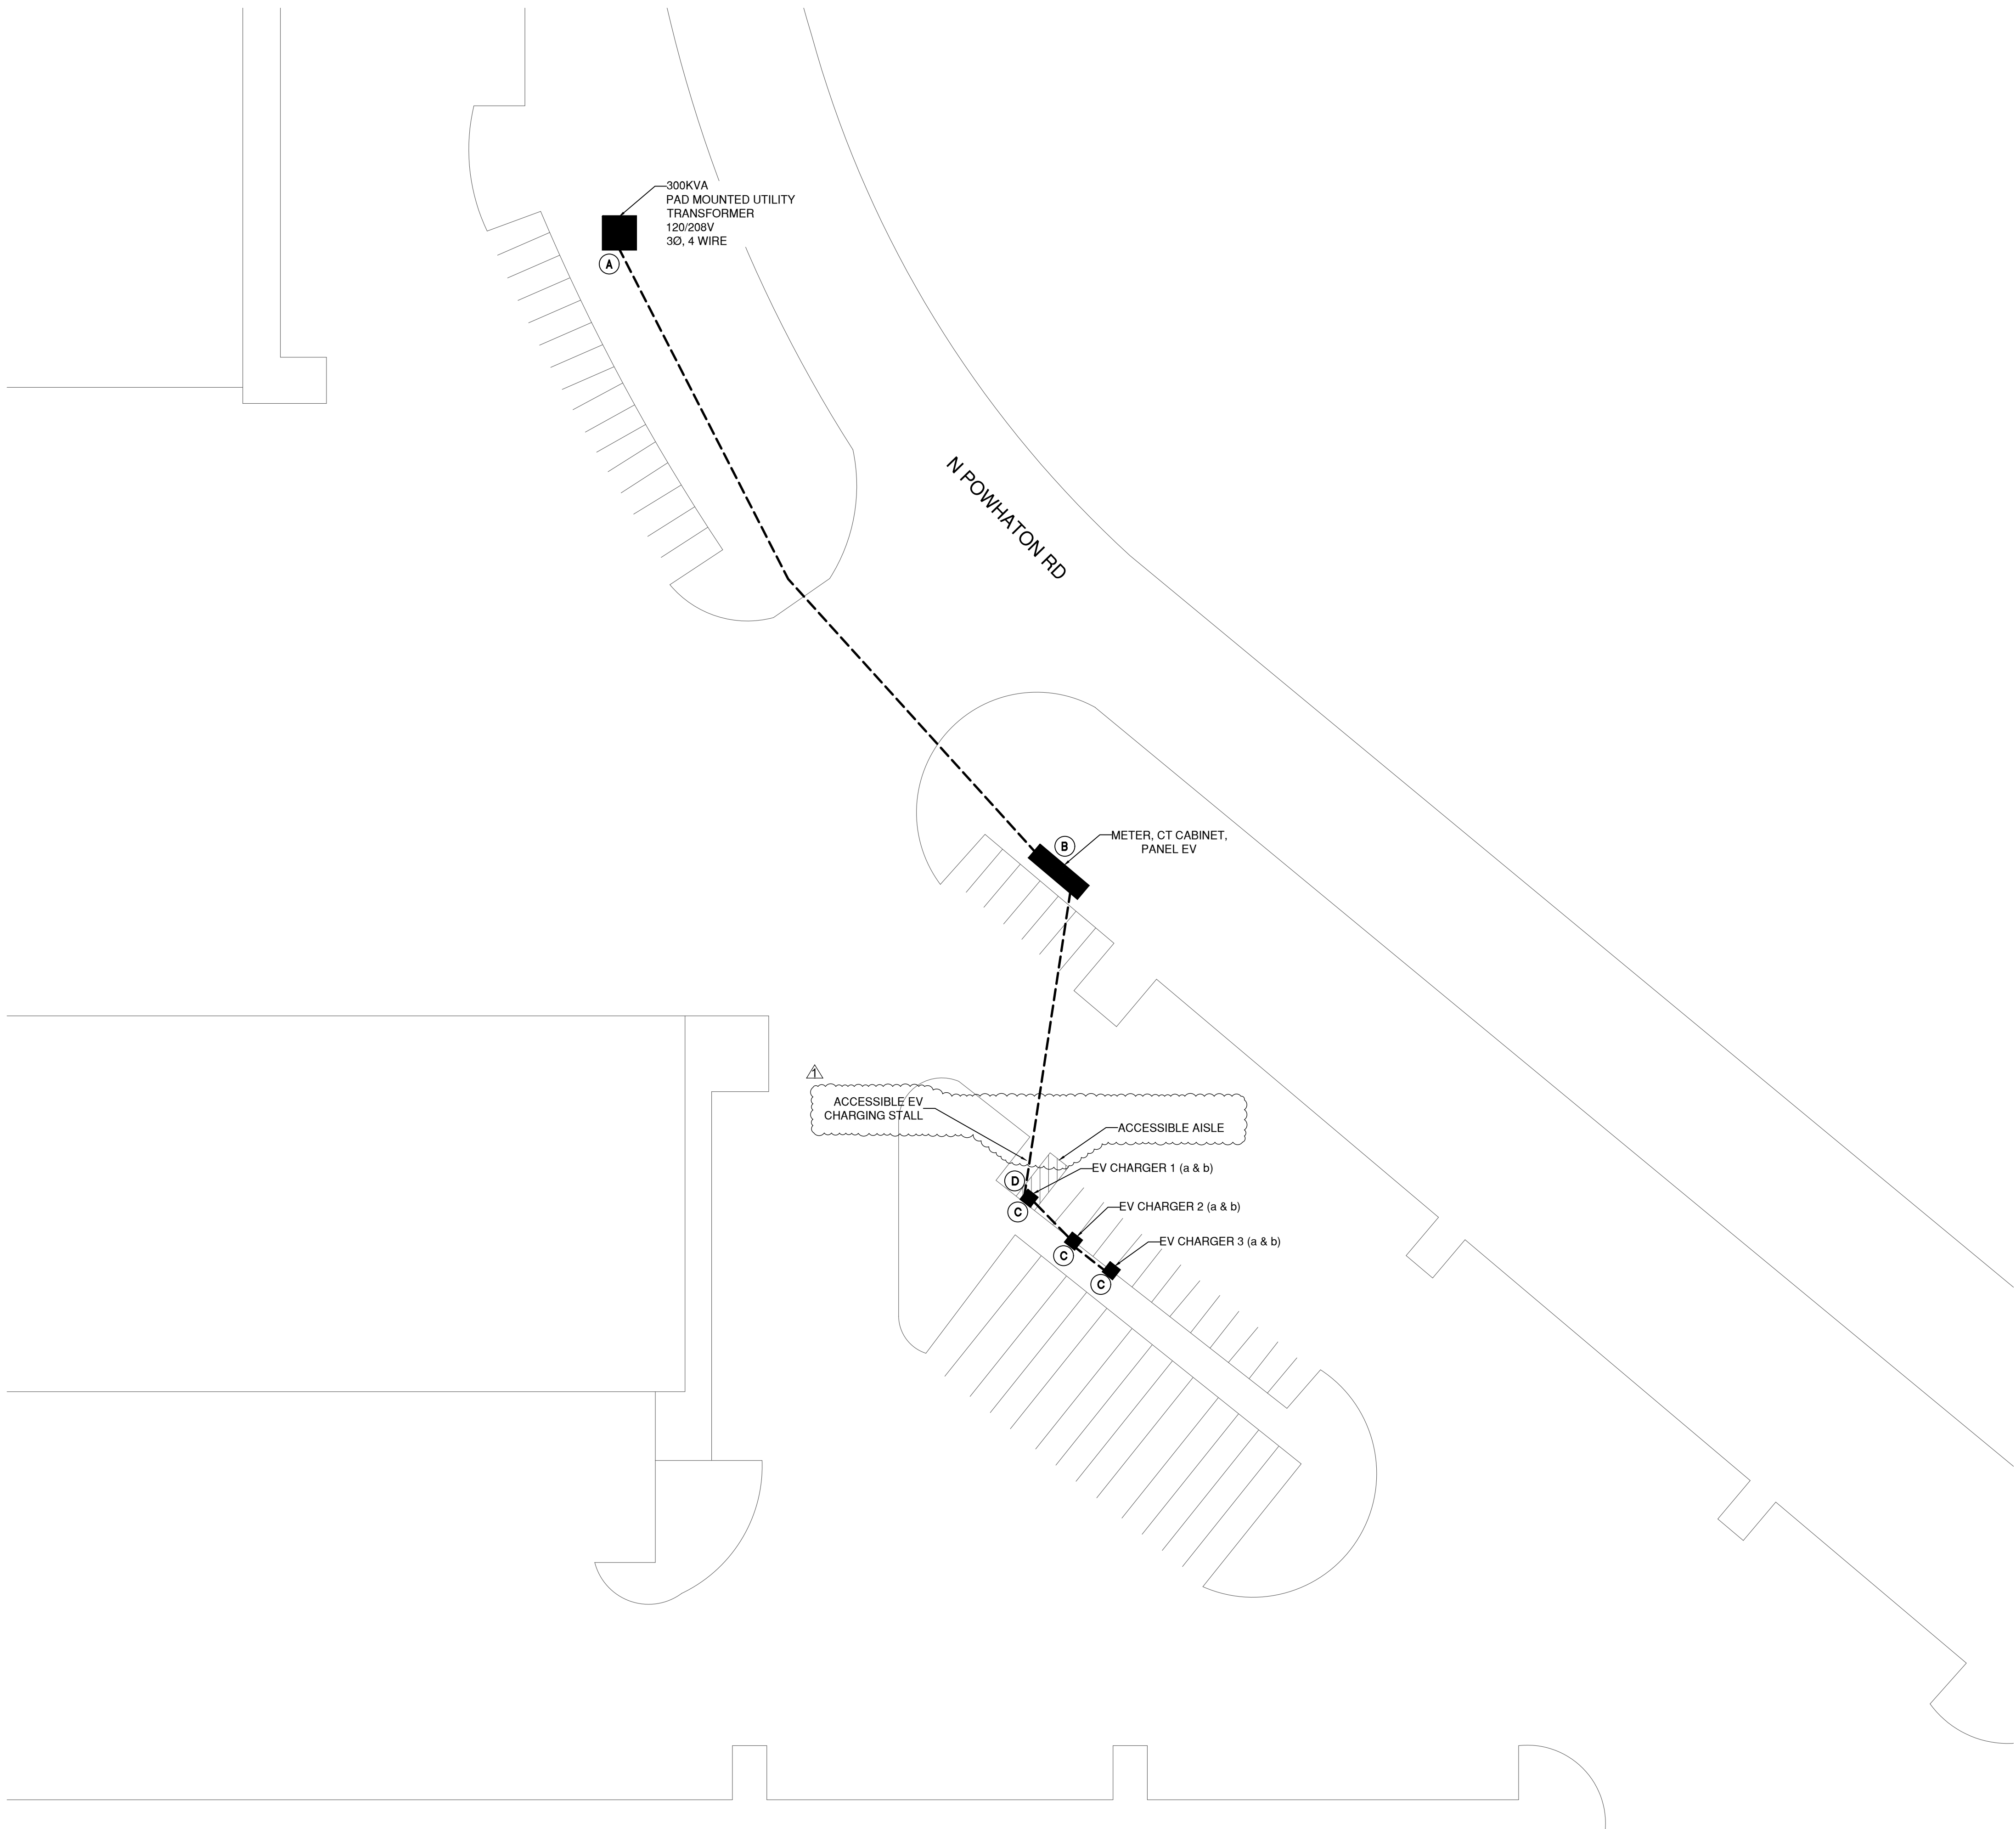 300KVA
PAD MOUNTED UTILITY
TRANSFORMER
120/208V
3Ø, 4 WIRE
A
N POWHATON RD
B
METER, CT CABINET,
PANEL EV
1
ACCESSIBLE EV
CHARGING STALL
ACCESSIBLE AISLE
EV CHARGER 1 (a & b)
D
C
EV CHARGER 2 (a & b)
C
EV CHARGER 3 (a & b)
C